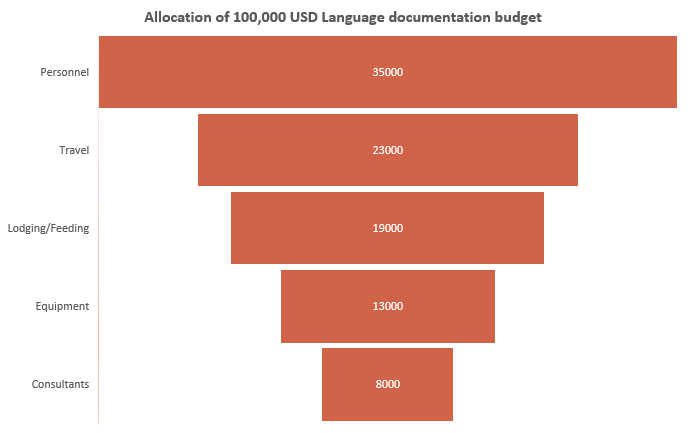 Allocation of 100,000 USD Language documentation budget
Personnel 35000
Travel 23000
Lodging/Feeding 19000
Equipment 13000
Consultants 8000